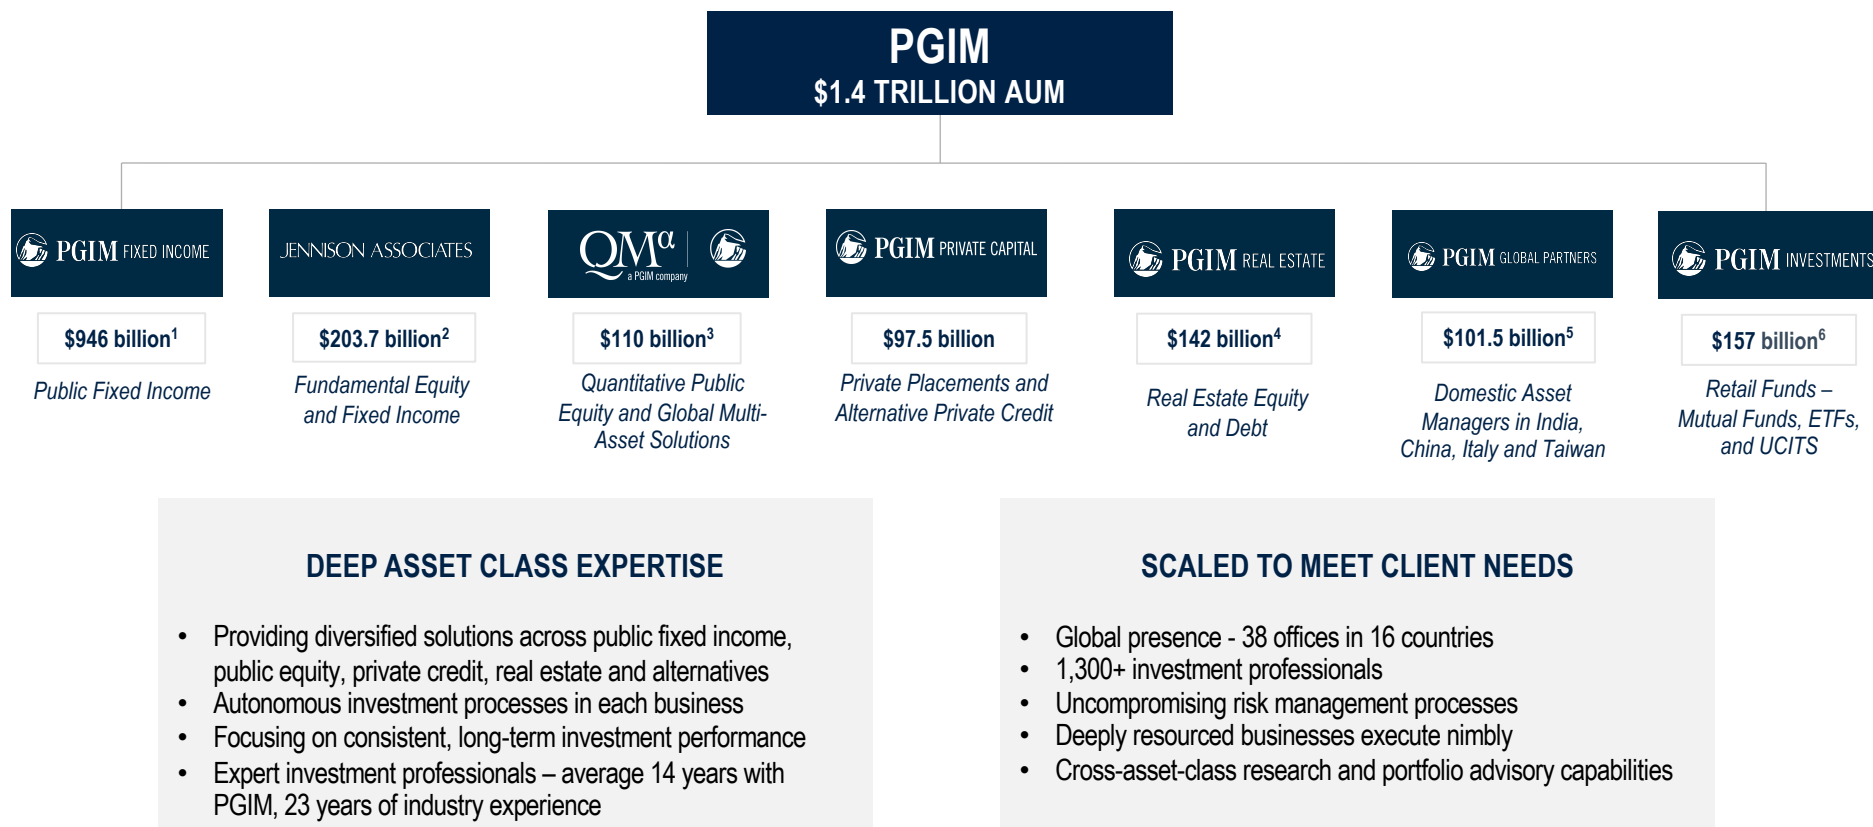 PGIM
$1.4 TRILLION AUM
PGIM FIXED INCOME
JENNISON ASSOCIATES
QMα
a PGIM company
PGIM PRIVATE CAPITAL
PGIM REAL ESTATE
PGIM GLOBAL PARTNERS
PGIM INVESTMENTS
$946 billion¹
$203.7 billion²
$110 billion³
$97.5 billion
$142 billion⁴
$101.5 billion⁵
$157 billion⁶
Public Fixed Income
Fundamental Equity
and Fixed Income
Quantitative Public
Equity and Global Multi-
Asset Solutions
Private Placements and
Alternative Private Credit
Real Estate Equity
and Debt
Domestic Asset
Managers in India,
China, Italy and Taiwan
Retail Funds –
Mutual Funds, ETFs,
and UCITS
DEEP ASSET CLASS EXPERTISE
• Providing diversified solutions across public fixed income,
public equity, private credit, real estate and alternatives
• Autonomous investment processes in each business
• Focusing on consistent, long-term investment performance
• Expert investment professionals – average 14 years with
PGIM, 23 years of industry experience
SCALED TO MEET CLIENT NEEDS
• Global presence - 38 offices in 16 countries
• 1,300+ investment professionals
• Uncompromising risk management processes
• Deeply resourced businesses execute nimbly
• Cross-asset-class research and portfolio advisory capabilities